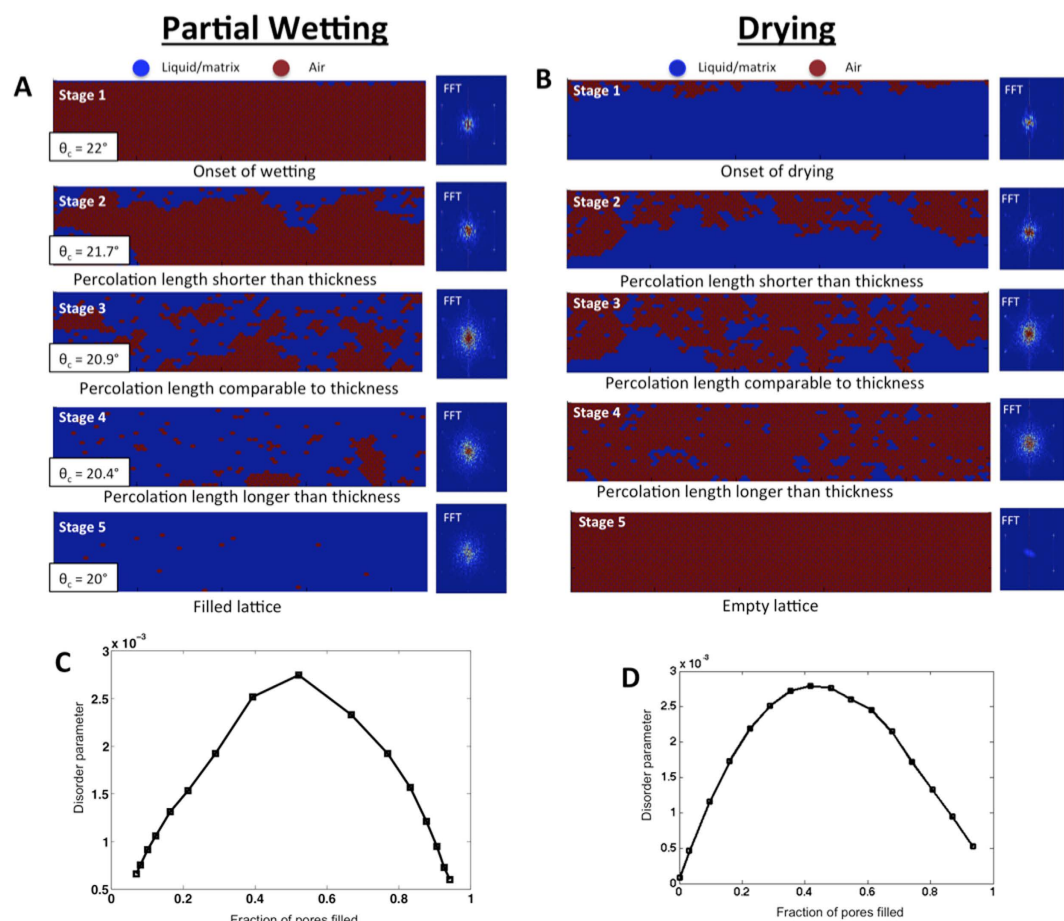 Partial Wetting
Liquid/matrix Air
A
Stage 1
θc = 22°
FFT
Onset of wetting
Stage 2
θc = 21.7°
FFT
Percolation length shorter than thickness
Stage 3
θc = 20.9°
FFT
Percolation length comparable to thickness
Stage 4
θc = 20.4°
FFT
Percolation length longer than thickness
Stage 5
θc = 20°
FFT
Filled lattice
Drying
Liquid/matrix Air
B
Stage 1
FFT
Onset of drying
Stage 2
FFT
Percolation length shorter than thickness
Stage 3
FFT
Percolation length comparable to thickness
Stage 4
FFT
Percolation length longer than thickness
Stage 5
FFT
Empty lattice
C
x 10⁻³
3
2.5
2
1.5
1
0.5
Disorder parameter
0 0.2 0.4 0.6 0.8 1
Fraction of pores filled
D
x 10⁻³
3
2.5
2
1.5
1
0.5
0
Disorder parameter
0 0.2 0.4 0.6 0.8 1
Fraction of pores filled